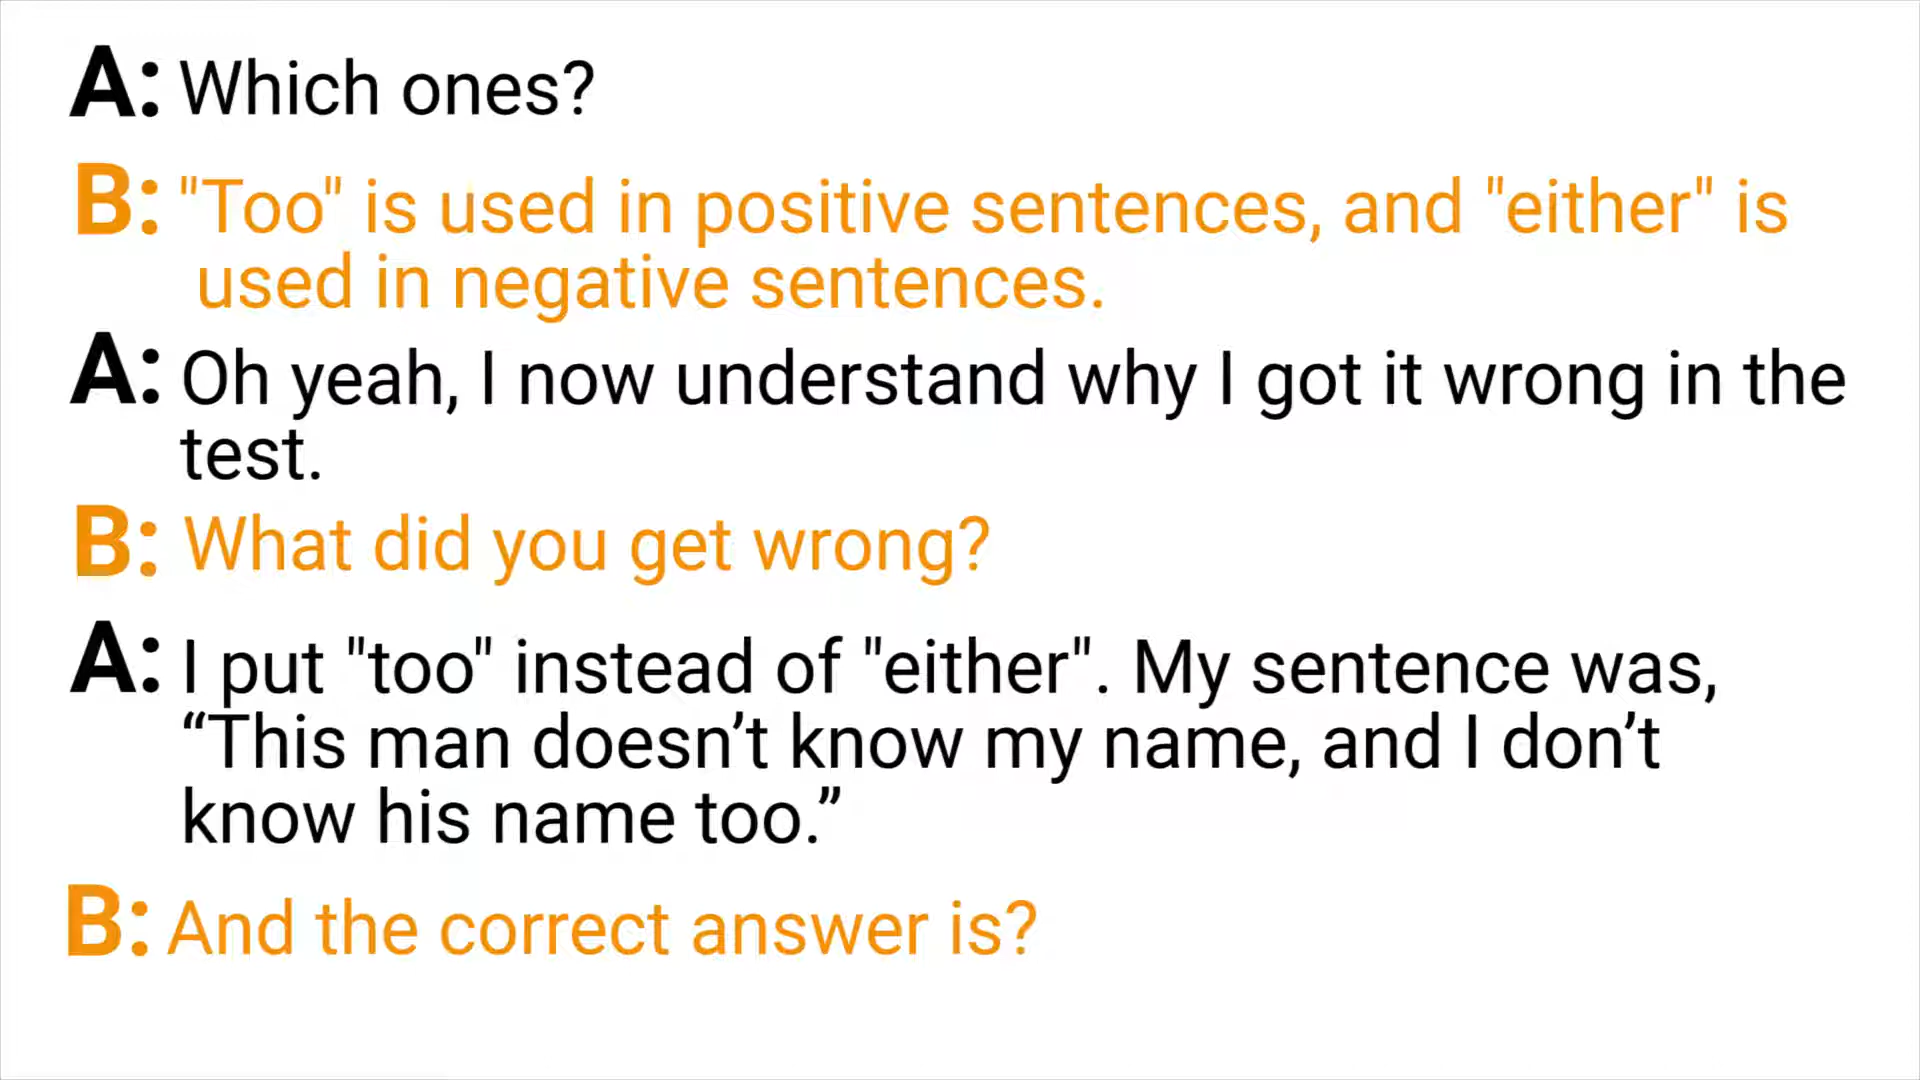 A: Which ones?
B: "Too" is used in positive sentences, and "either" is
used in negative sentences.
A: Oh yeah, I now understand why I got it wrong in the
test.
B: What did you get wrong?
A: I put "too" instead of "either". My sentence was,
“This man doesn’t know my name, and I don’t
know his name too.”
B: And the correct answer is?